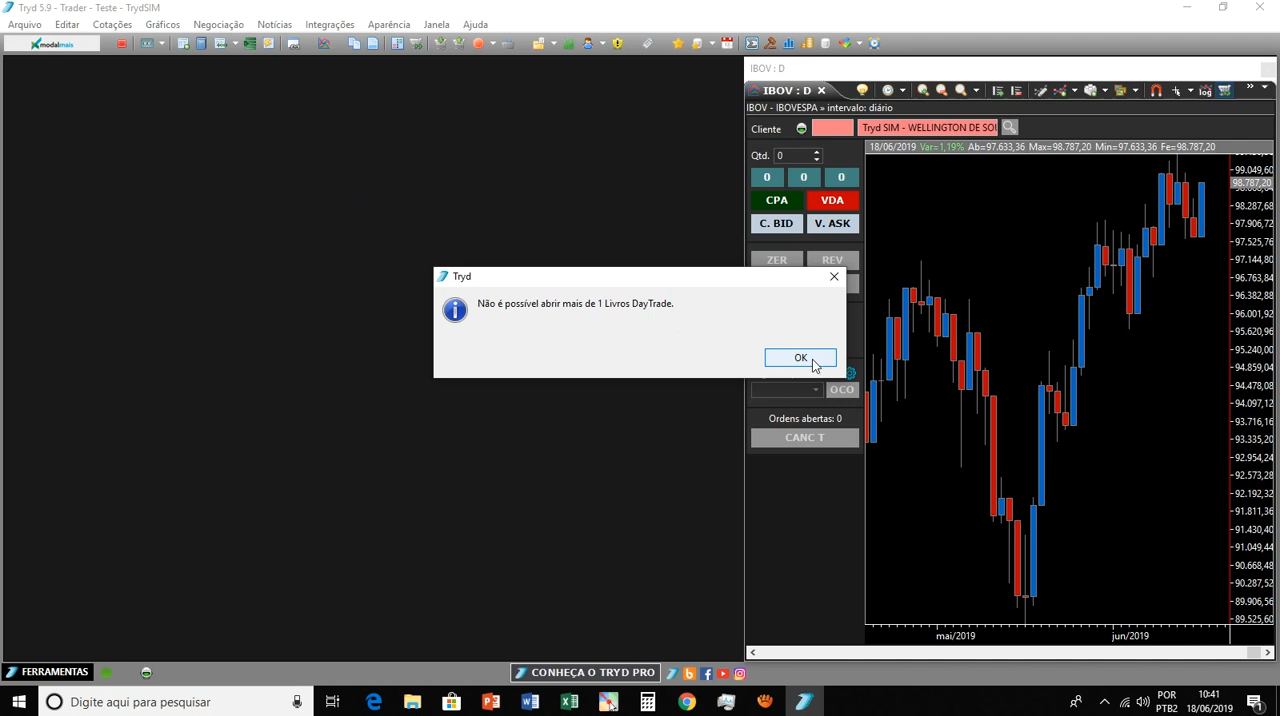 Tryd 5.9 - Trader - Teste - TrydSIM
Arquivo Editar Cotações Gráficos Negociação Notícias Integrações Aparência Janela Ajuda
modalmais
IBOV : D
IBOV : D
IBOV - IBOVESPA » intervalo: diário
Cliente Tryd SIM - WELLINGTON DE SOU
18/06/2019 Var=1,19% Ab=97.633,36 Max=98.787,20 Min=97.633,36 Fe=98.787,20
Qtd. 0
0 0 0
CPA VDA
C. BID V. ASK
ZER REV
Tryd
Não é possível abrir mais de 1 Livros DayTrade.
OK
OCO
Ordens abertas: 0
CANC T
99.049,60
98.787,20
98.287,68
97.906,72
97.525,76
97.144,80
96.763,84
96.382,88
96.001,92
95.620,96
95.240,00
94.859,04
94.478,08
94.097,12
93.716,16
93.335,20
92.954,24
92.573,28
92.192,32
91.811,36
91.430,40
91.049,44
90.668,48
90.287,52
89.906,56
89.525,60
mai/2019 jun/2019
FERRAMENTAS
CONHEÇA O TRYD PRO
Digite aqui para pesquisar
POR
PTB2
10:41
18/06/2019